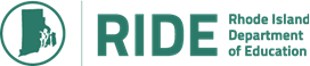 RIDE
Rhode Island
Department
of Education